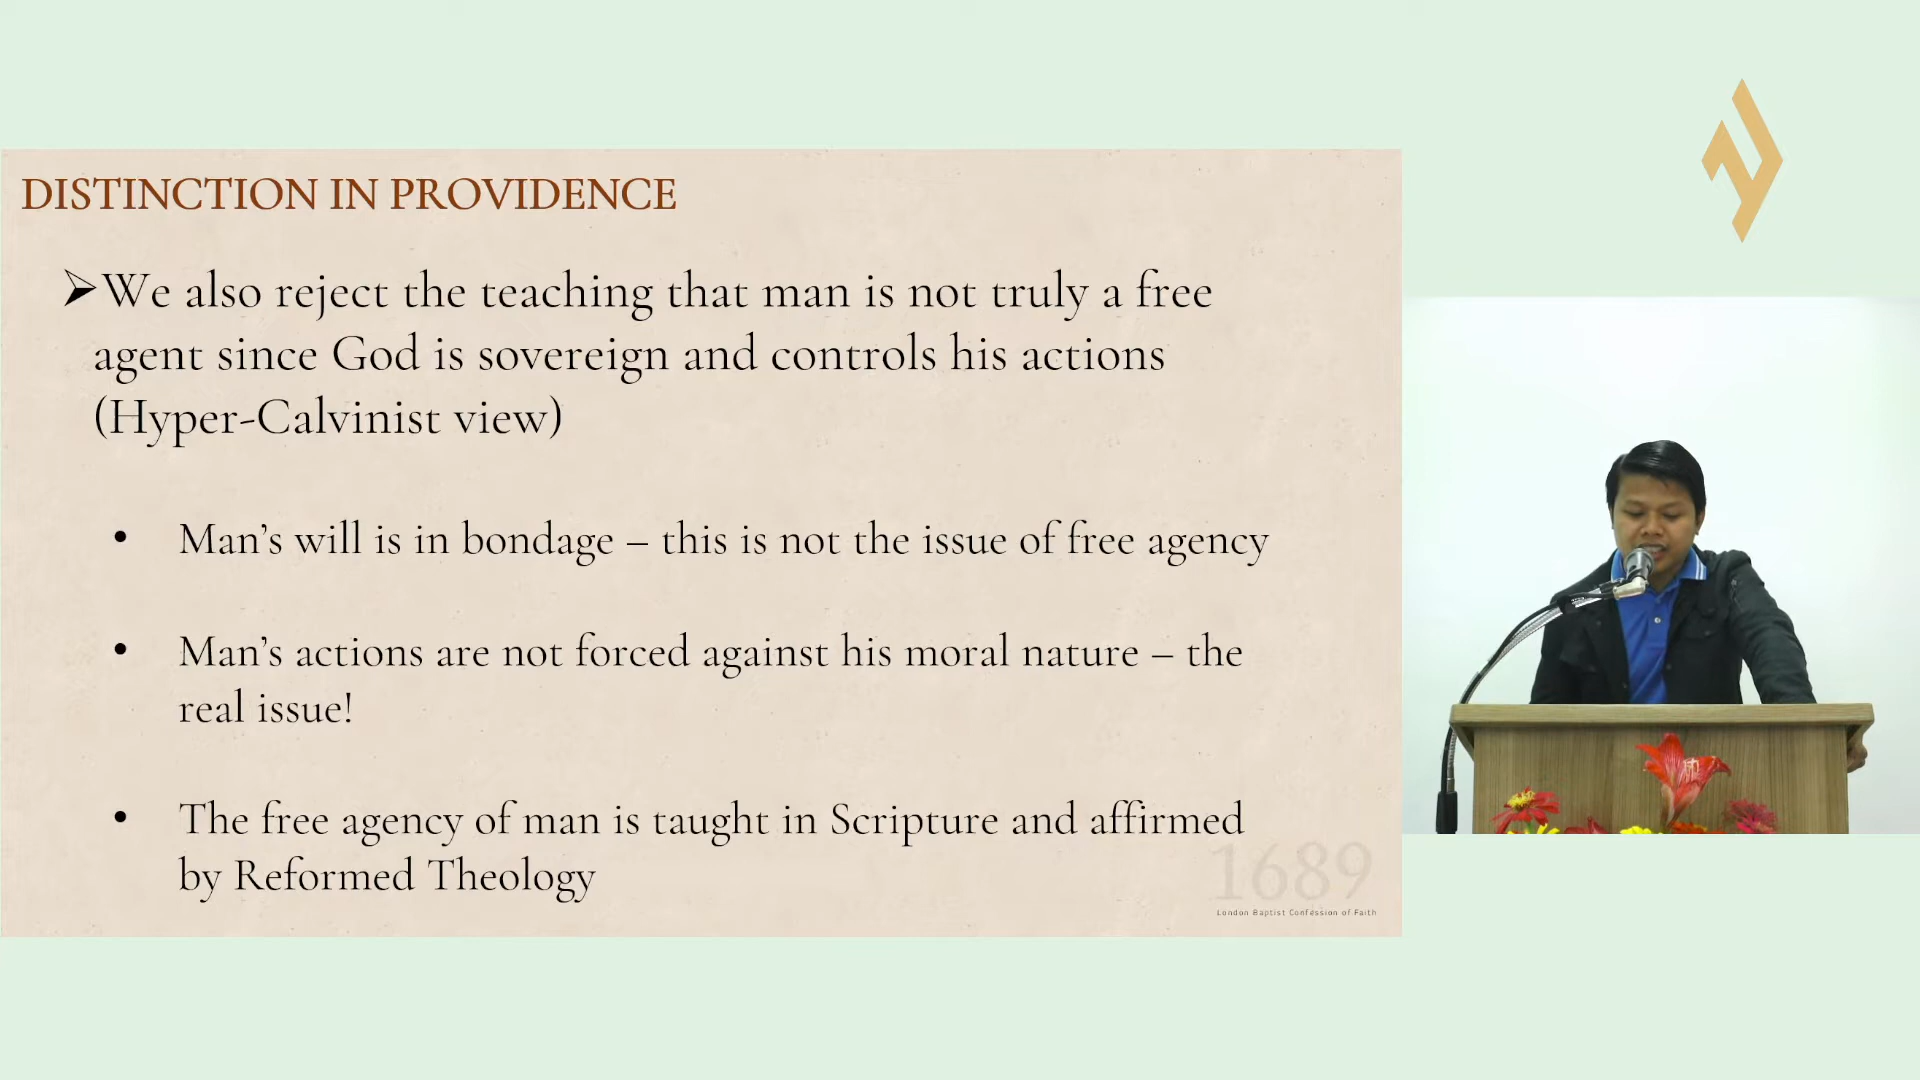 DISTINCTION IN PROVIDENCE
➢We also reject the teaching that man is not truly a free
agent since God is sovereign and controls his actions
(Hyper-Calvinist view)
• Man’s will is in bondage – this is not the issue of free agency
• Man’s actions are not forced against his moral nature – the
real issue!
• The free agency of man is taught in Scripture and affirmed
by Reformed Theology
1689
London Baptist Confession of Faith